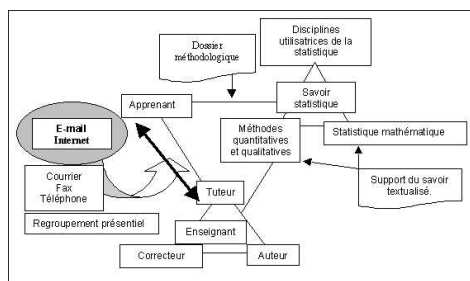 Disciplines
utilisatrices de la
statistique
Dossier
méthodologique
Apprenant
Savoir
statistique
E-mail
Internet
Méthodes
quantitatives
et qualitatives
Statistique mathématique
Courrier
Fax
Téléphone
Tuteur
Support du savoir
textualisé.
Regroupement présentiel
Enseignant
Correcteur
Auteur